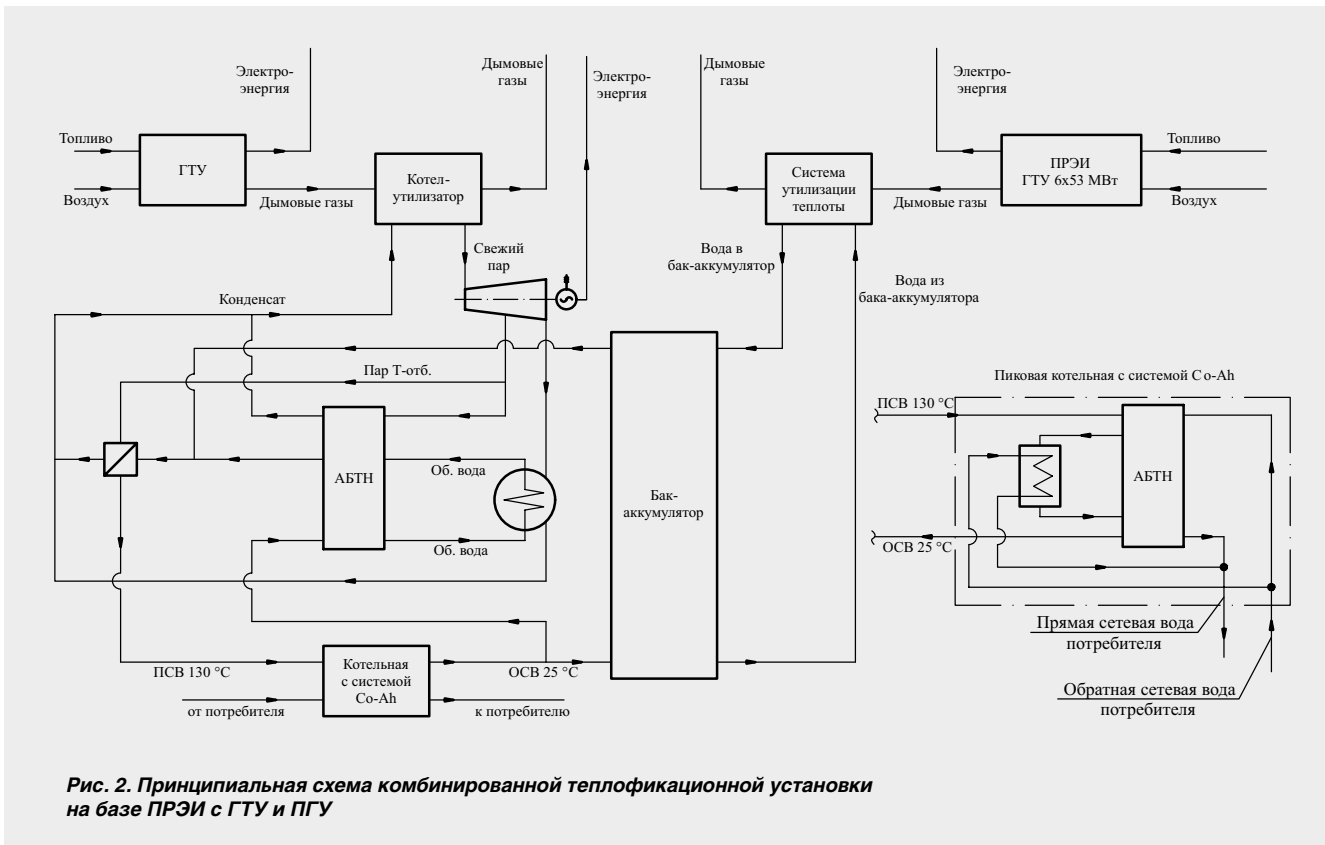 Электро-
энергия
Дымовые
газы
Электро-
энергия
Дымовые
газы
Электро-
энергия
Топливо
ГТУ
Воздух
Дымовые газы
Котел-
утилизатор
Система
утилизации
теплоты
Дымовые газы
ПРЭИ
ГТУ 6х53 МВт
Топливо
Воздух
Свежий
пар
Вода в
бак-аккумулятор
Вода из
бака-аккумулятора
Конденсат
Пар Т-отб.
АБТН
Об. вода
Об. вода
Бак-
аккумулятор
Пиковая котельная с системой Co-Ah
ПСВ 130 °С
АБТН
ОСВ 25 °С
Прямая сетевая вода
потребителя
Обратная сетевая вода
потребителя
ПСВ 130 °С
Котельная
с системой
Co-Ah
ОСВ 25 °С
от потребителя
к потребителю
Рис. 2. Принципиальная схема комбинированной теплофикационной установки
на базе ПРЭИ с ГТУ и ПГУ